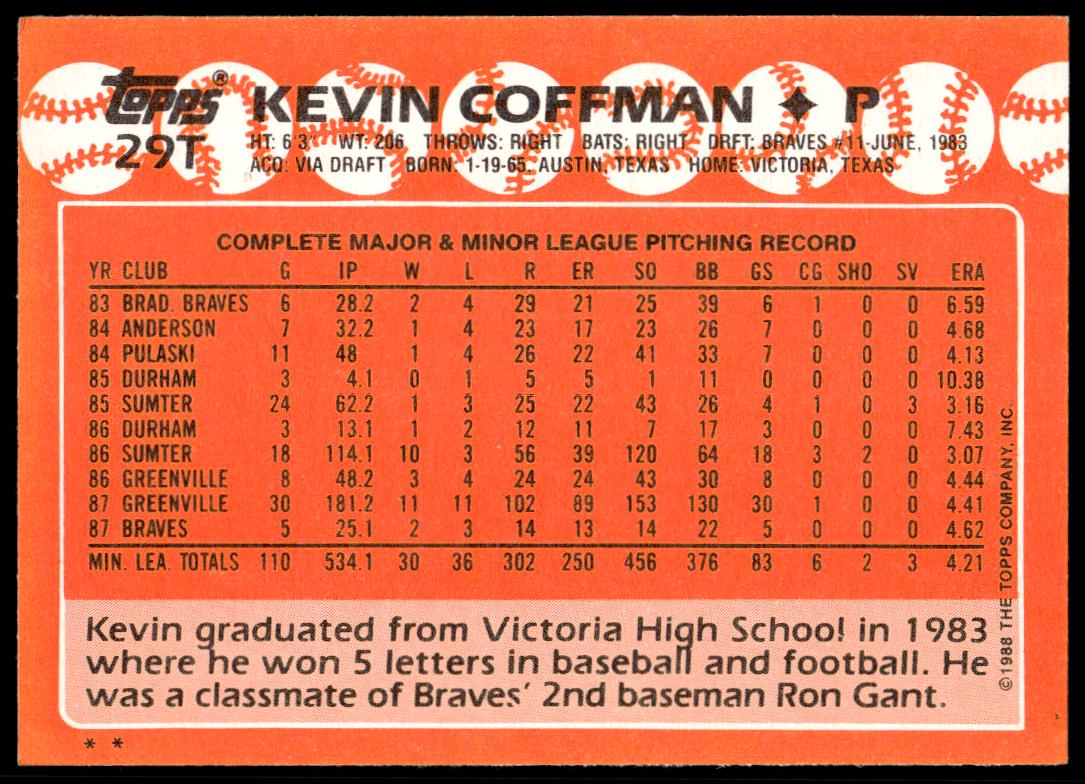 topps® KEVIN COFFMAN ♦ P
29T HT: 6'3" WT: 206 THROWS: RIGHT BATS: RIGHT DRFT: BRAVES #11-JUNE, 1983
ACQ: VIA DRAFT BORN: 1-19-65, AUSTIN, TEXAS HOME: VICTORIA, TEXAS
COMPLETE MAJOR & MINOR LEAGUE PITCHING RECORD
YR CLUB G IP W L R ER SO BB GS CG SHO SV ERA
83 BRAD. BRAVES 6 28.2 2 4 29 21 25 39 6 1 0 0 6.59
84 ANDERSON 7 32.2 1 4 23 17 23 26 7 0 0 0 4.68
84 PULASKI 11 48 1 4 26 22 41 33 7 0 0 0 4.13
85 DURHAM 3 4.1 0 1 5 5 1 11 0 0 0 0 10.38
85 SUMTER 24 62.2 1 3 25 22 43 26 4 1 0 3 3.16
86 DURHAM 3 13.1 1 2 12 11 7 17 3 0 0 0 7.43
86 SUMTER 18 114.1 10 3 56 39 120 64 18 3 2 0 3.07
86 GREENVILLE 8 48.2 3 4 24 24 43 30 8 0 0 0 4.44
87 GREENVILLE 30 181.2 11 11 102 89 153 130 30 1 0 0 4.41
87 BRAVES 5 25.1 2 3 14 13 14 22 5 0 0 0 4.62
MIN. LEA. TOTALS 110 534.1 30 36 302 250 456 376 83 6 2 3 4.21
Kevin graduated from Victoria High School in 1983
where he won 5 letters in baseball and football. He
was a classmate of Braves' 2nd baseman Ron Gant.
©1988 THE TOPPS COMPANY, INC.
* *